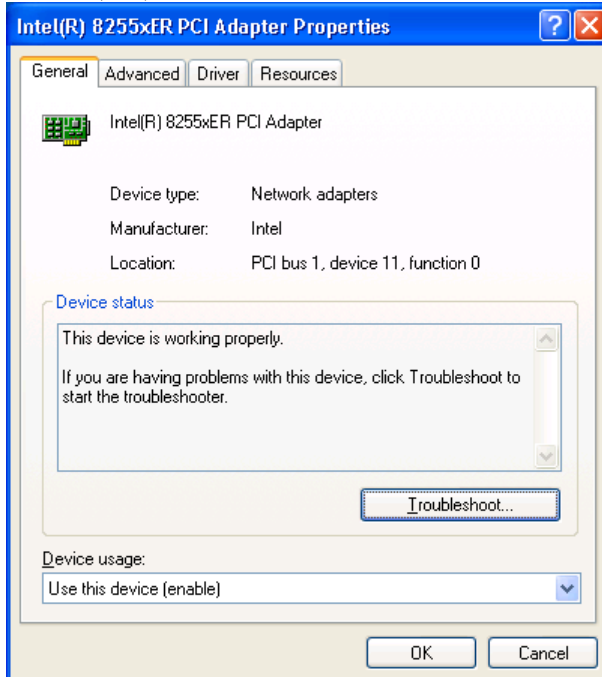 Intel(R) 8255xER PCI Adapter Properties
General Advanced Driver Resources
Intel(R) 8255xER PCI Adapter
Device type: Network adapters
Manufacturer: Intel
Location: PCI bus 1, device 11, function 0
Device status
This device is working properly.
If you are having problems with this device, click Troubleshoot to
start the troubleshooter.
Troubleshoot...
Device usage:
Use this device (enable)
OK Cancel